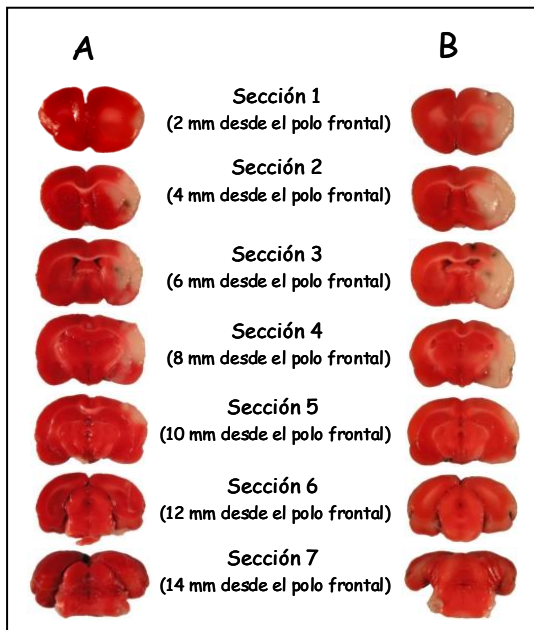 A
B
Sección 1
(2 mm desde el polo frontal)
Sección 2
(4 mm desde el polo frontal)
Sección 3
(6 mm desde el polo frontal)
Sección 4
(8 mm desde el polo frontal)
Sección 5
(10 mm desde el polo frontal)
Sección 6
(12 mm desde el polo frontal)
Sección 7
(14 mm desde el polo frontal)